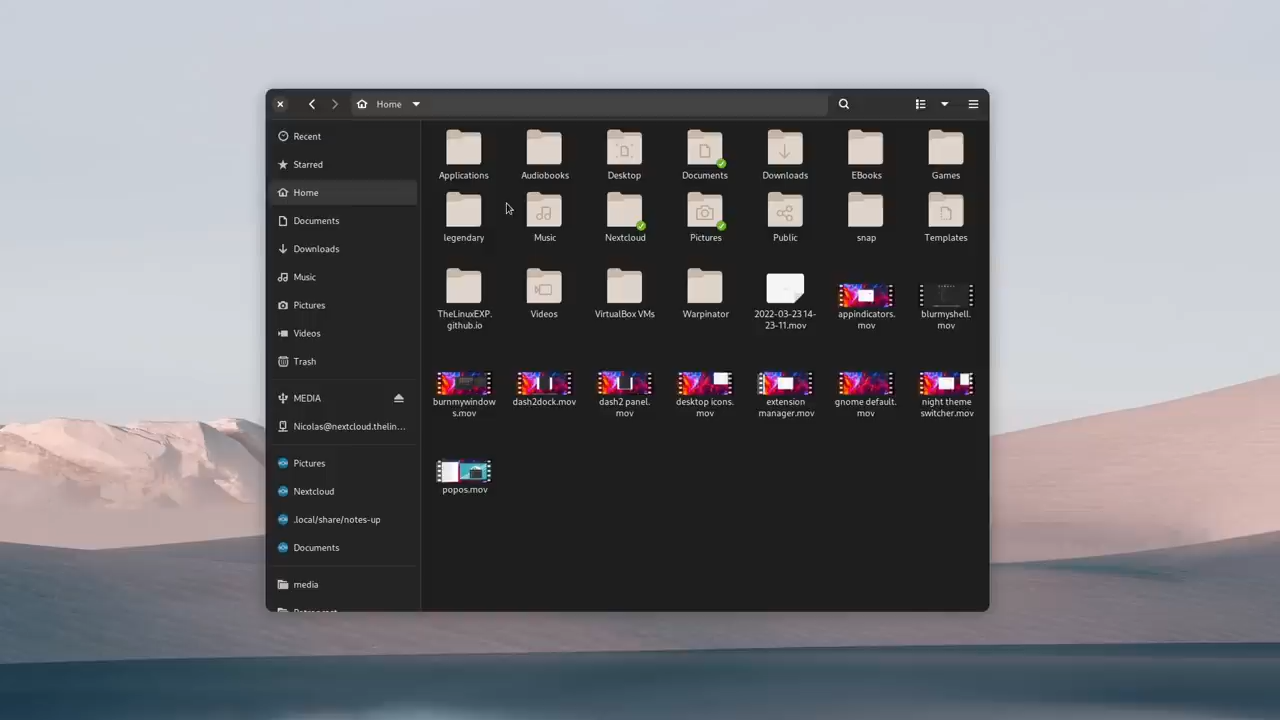 Home
Recent
Starred
Home
Documents
Downloads
Music
Pictures
Videos
Trash
MEDIA
Nicolas@nextcloud.thelin...
Pictures
Nextcloud
.local/share/notes-up
Documents
media
Applications
Audiobooks
Desktop
Documents
Downloads
EBooks
Games
legendary
Music
Nextcloud
Pictures
Public
snap
Templates
TheLinuxEXP.
github.io
Videos
VirtualBox VMs
Warpinator
2022-03-23 14-
23-11.mov
appindicators.
mov
blurmyshell.
mov
burnmywindow
s.mov
dash2dock.mov
dash2 panel.
mov
desktop icons.
mov
extension
manager.mov
gnome default.
mov
night theme
switcher.mov
popos.mov